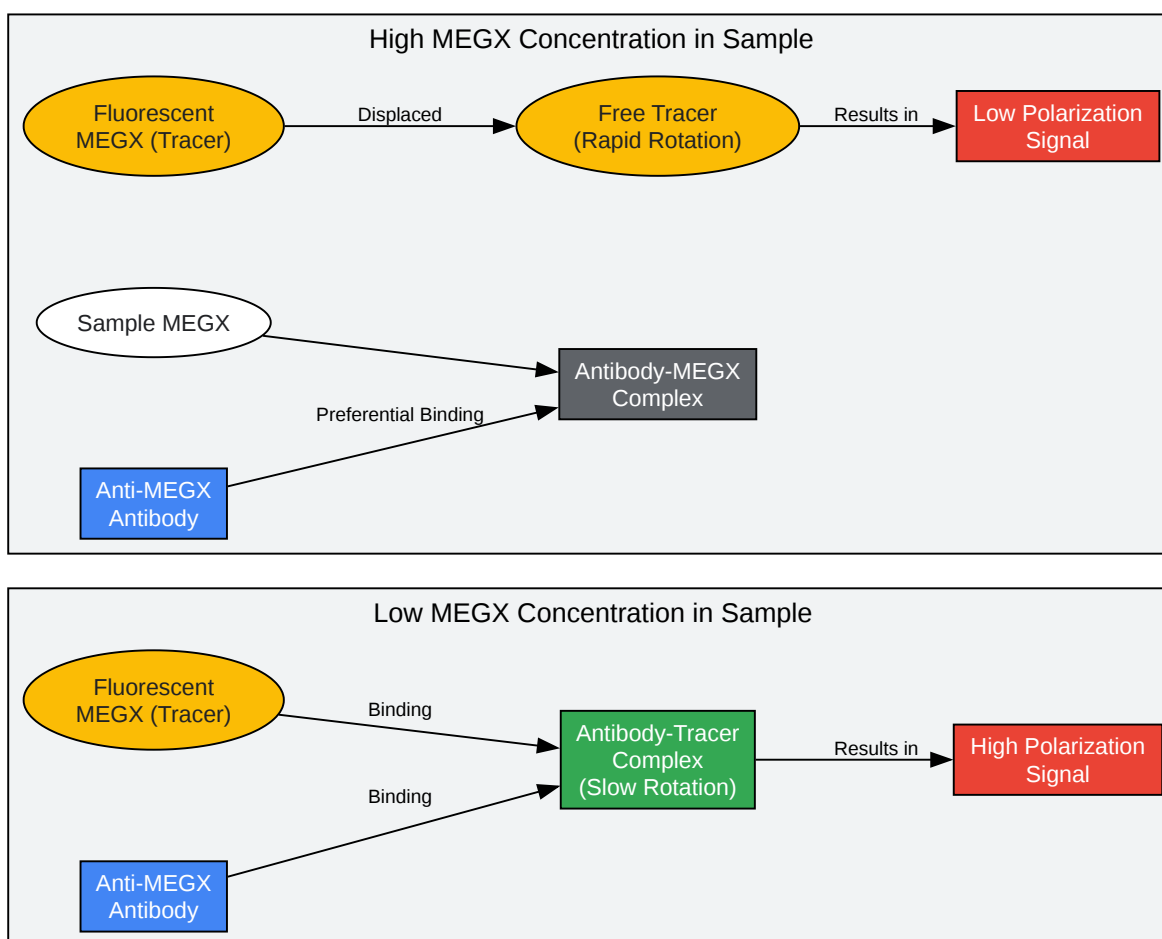 High MEGX Concentration in Sample
Fluorescent
MEGX (Tracer)
Displaced
Free Tracer
(Rapid Rotation)
Results in
Low Polarization
Signal
Sample MEGX
Antibody-MEGX
Complex
Preferential Binding
Anti-MEGX
Antibody
Low MEGX Concentration in Sample
Fluorescent
MEGX (Tracer)
Binding
Antibody-Tracer
Complex
(Slow Rotation)
Results in
High Polarization
Signal
Binding
Anti-MEGX
Antibody